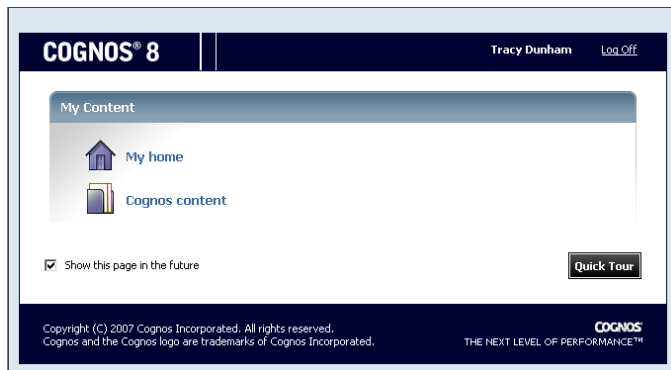 COGNOS® 8
Tracy Dunham Log Off
My Content
My home
Cognos content
Show this page in the future
Quick Tour
Copyright (C) 2007 Cognos Incorporated. All rights reserved.
Cognos and the Cognos logo are trademarks of Cognos Incorporated.
COGNOS
THE NEXT LEVEL OF PERFORMANCE™